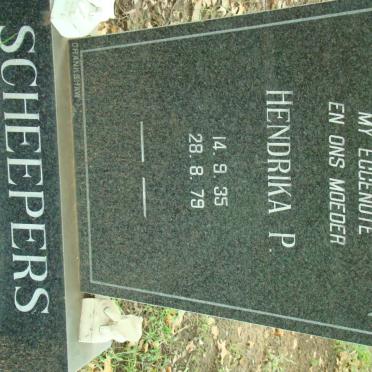 MY EGGENOTE
EN ONS MOEDER
HENDRIKA P.
14. 9. 35
28. 8. 79
SCHEEPERS